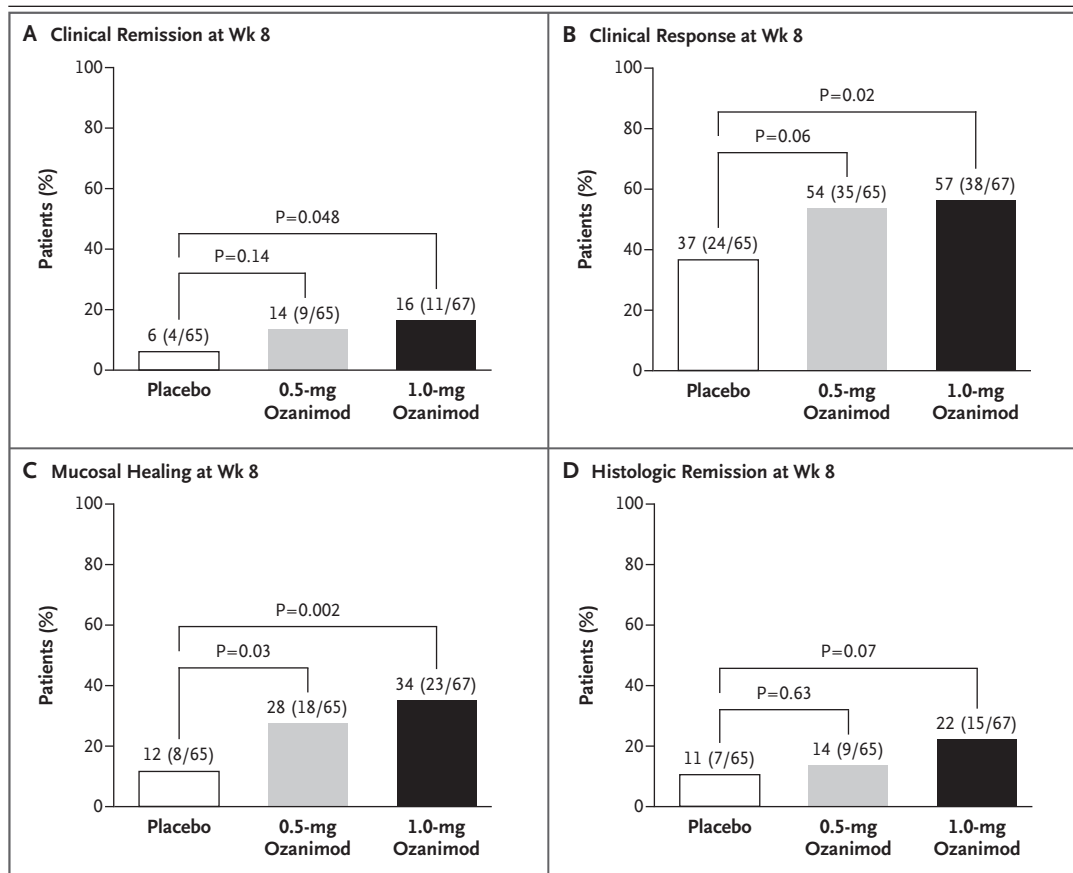 A Clinical Remission at Wk 8
Patients (%)
100
80
60
40
20
0
P=0.048
P=0.14
6 (4/65)
14 (9/65)
16 (11/67)
Placebo
0.5-mg
Ozanimod
1.0-mg
Ozanimod
B Clinical Response at Wk 8
Patients (%)
100
80
60
40
20
0
P=0.02
P=0.06
37 (24/65)
54 (35/65)
57 (38/67)
Placebo
0.5-mg
Ozanimod
1.0-mg
Ozanimod
C Mucosal Healing at Wk 8
Patients (%)
100
80
60
40
20
0
P=0.002
P=0.03
12 (8/65)
28 (18/65)
34 (23/67)
Placebo
0.5-mg
Ozanimod
1.0-mg
Ozanimod
D Histologic Remission at Wk 8
Patients (%)
100
80
60
40
20
0
P=0.07
P=0.63
11 (7/65)
14 (9/65)
22 (15/67)
Placebo
0.5-mg
Ozanimod
1.0-mg
Ozanimod